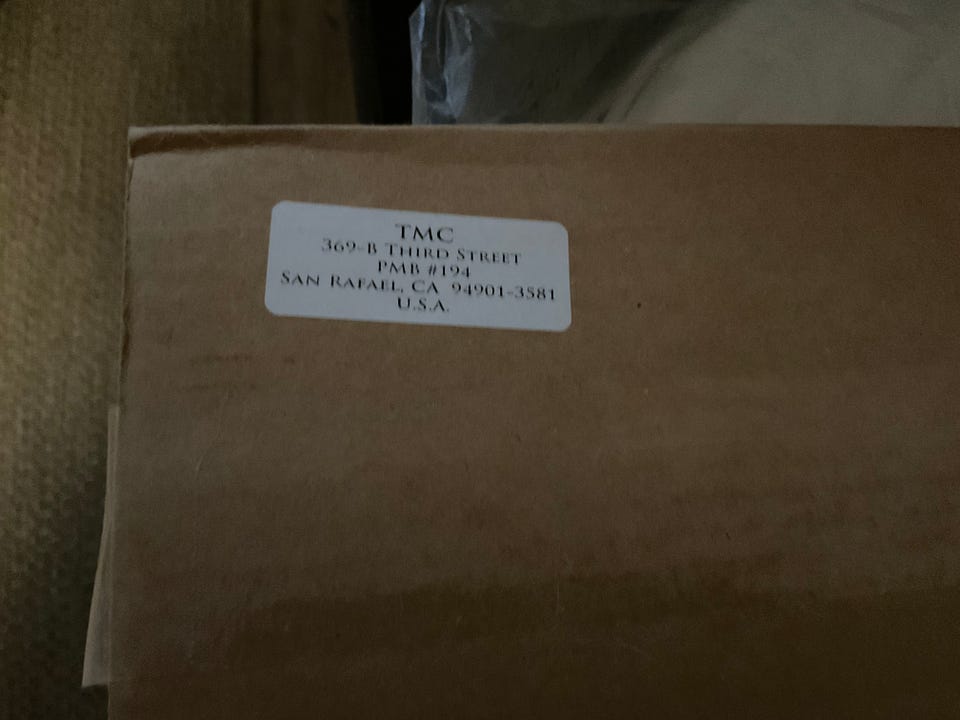 TMC
369-B Third Street
PMB #194
San Rafael, CA 94901-3581
U.S.A.